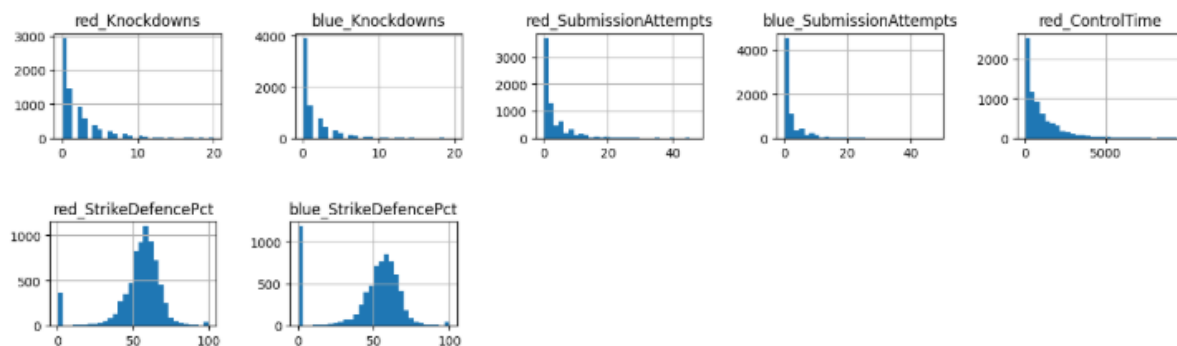 red_Knockdowns
3000
2000
1000
0
0 10 20
blue_Knockdowns
4000
2000
0
0 10 20
red_SubmissionAttempts
3000
2000
1000
0
0 20 40
blue_SubmissionAttempts
4000
2000
0
0 20 40
red_ControlTime
2000
1000
0
0 5000
red_StrikeDefencePct
1000
500
0
0 50 100
blue_StrikeDefencePct
1000
500
0
0 50 100